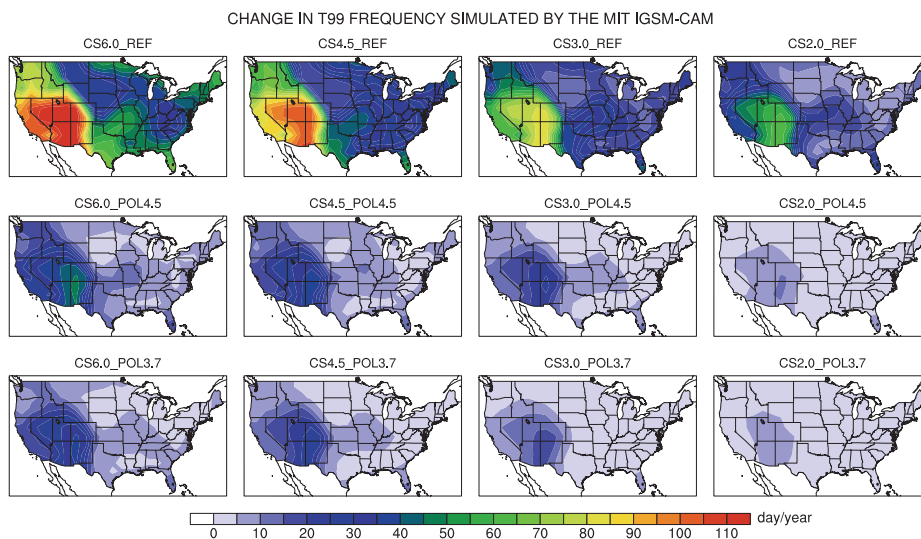 CHANGE IN T99 FREQUENCY SIMULATED BY THE MIT IGSM-CAM
CS6.0_REF CS4.5_REF CS3.0_REF CS2.0_REF
CS6.0_POL4.5 CS4.5_POL4.5 CS3.0_POL4.5 CS2.0_POL4.5
CS6.0_POL3.7 CS4.5_POL3.7 CS3.0_POL3.7 CS2.0_POL3.7
day/year
0 10 20 30 40 50 60 70 80 90 100 110